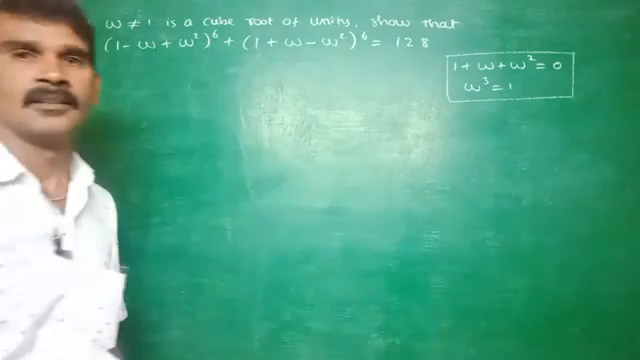 ω ≠ 1 is a cube root of unity, show that
(1 - ω + ω²)⁶ + (1 + ω - ω²)⁶ = 128
1 + ω + ω² = 0
ω³ = 1